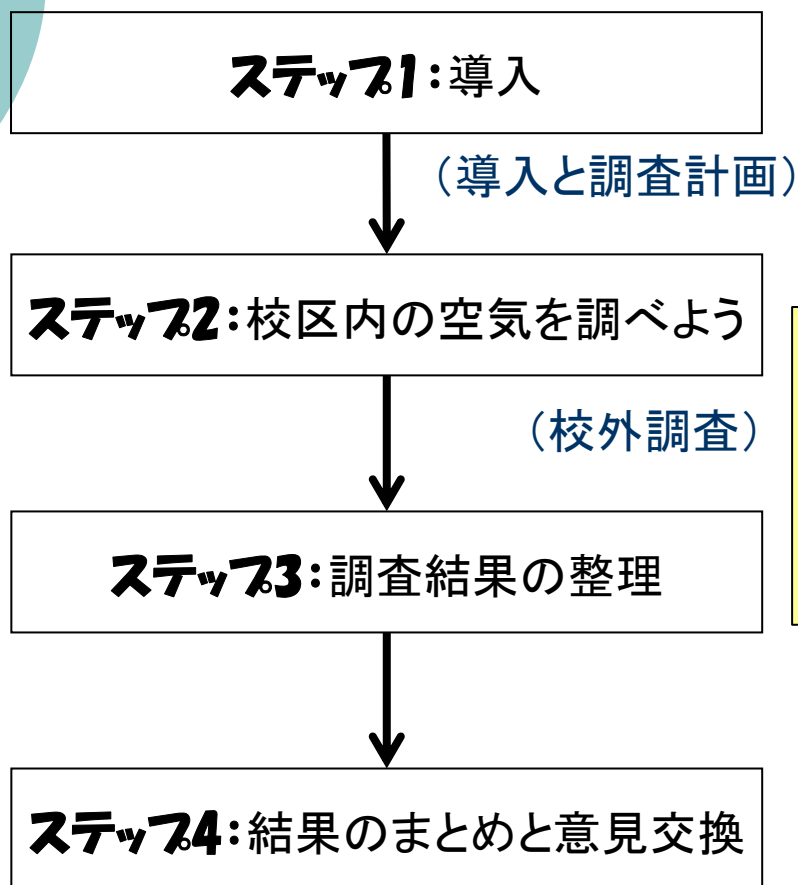 ステップ1:導入
(導入と調査計画)
ステップ2:校区内の空気を調べよう
(校外調査)
ステップ3:調査結果の整理
ステップ4:結果のまとめと意見交換